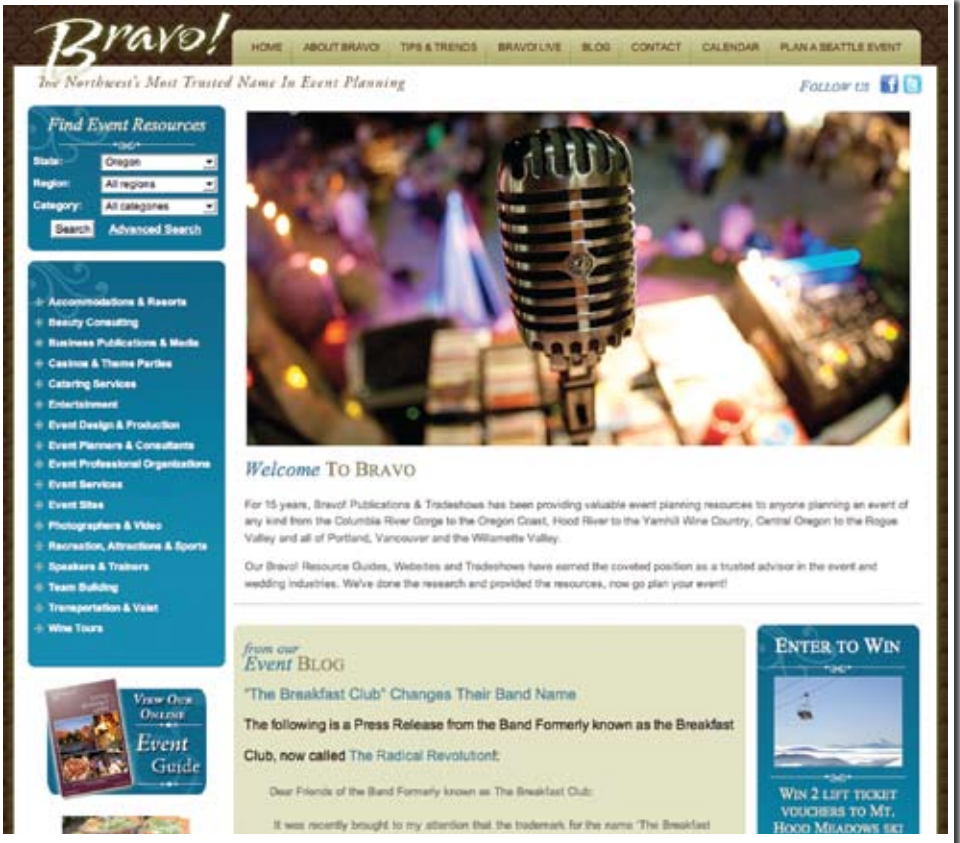 Bravo!
HOME ABOUT BRAVO! TIPS & TRENDS BRAVO! LIVE BLOG CONTACT CALENDAR PLAN A SEATTLE EVENT
The Northwest's Most Trusted Name In Event Planning
FOLLOW US
Find Event Resources
State: Oregon
Region: All regions
Category: All categories
Search Advanced Search
Accommodations & Resorts
Beauty Consulting
Business Publications & Media
Casinos & Theme Parties
Catering Services
Entertainment
Event Design & Production
Event Planners & Consultants
Event Professional Organizations
Event Services
Event Sites
Photographers & Video
Recreation, Attractions & Sports
Speakers & Trainers
Team Building
Transportation & Valet
Wine Tours
VIEW OUR
ONLINE
Event
Guide
Welcome TO BRAVO
For 15 years, Bravo! Publications & Tradeshows has been providing valuable event planning resources to anyone planning an event of
any kind from the Columbia River Gorge to the Oregon Coast, Hood River to the Yamhill Wine Country, Central Oregon to the Rogue
Valley and all of Portland, Vancouver and the Willamette Valley.
Our Bravo! Resource Guides, Websites and Tradeshows have earned the coveted position as a trusted advisor in the event and
wedding industries. We've done the research and provided the resources, now go plan your event!
from our
Event BLOG
"The Breakfast Club" Changes Their Band Name
The following is a Press Release from the Band Formerly known as the Breakfast
Club, now called The Radical Revolution!:
Dear Friends of the Band Formerly known as The Breakfast Club:
It was recently brought to my attention that the trademark for the name 'The Breakfast
ENTER TO WIN
WIN 2 LIFT TICKET
VOUCHERS TO MT.
HOOD MEADOWS SKI